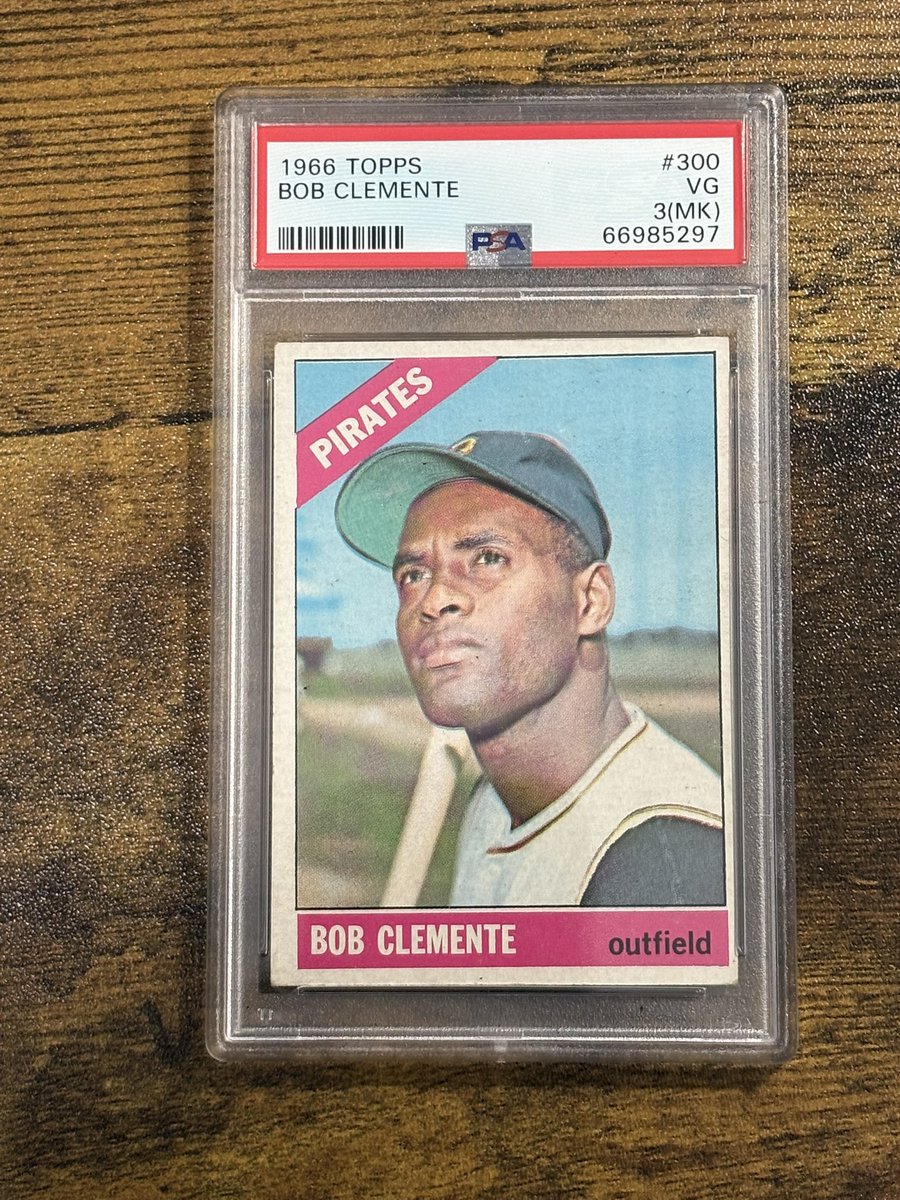 1966 TOPPS
BOB CLEMENTE
#300
VG
3(MK)
66985297
PSA
PIRATES
BOB CLEMENTE
outfield